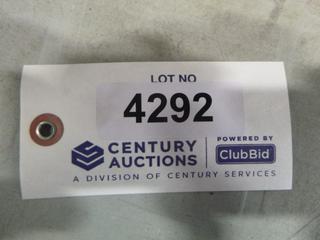 LOT NO
4292
CENTURY AUCTIONS
POWERED BY
ClubBid
A DIVISION OF CENTURY SERVICES